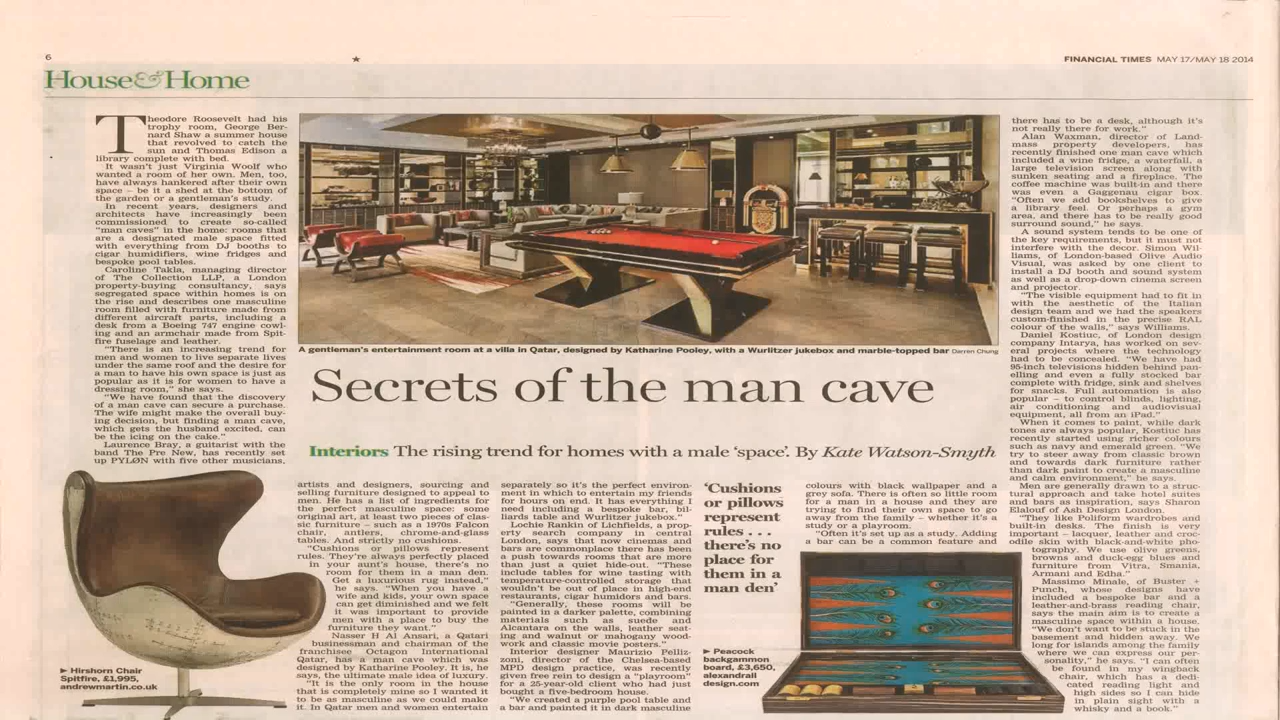 6
★
FINANCIAL TIMES MAY 17/MAY 18 2014
House&Home
Theodore Roosevelt had his
trophy room, George Ber-
nard Shaw a summer house
that revolved to catch the
sun and Thomas Edison a
library complete with bed.
It wasn't just Virginia Woolf who
wanted a room of her own. Men, too,
have always hankered after their own
space – be it a shed at the bottom of
the garden or a gentleman's study.
In recent years, designers and
architects have increasingly been
commissioned to create so-called
"man caves" in the home: rooms that
are a designated male space fitted
with everything from DJ booths to
cigar humidifiers, wine fridges and
bespoke pool tables.
Caroline Takla, managing director
of The Collection LLP, a London
property-buying consultancy, says
segregated space within homes is on
the rise and describes one masculine
room filled with furniture made from
different aircraft parts, including a
desk from a Boeing 747 engine cowl-
ing and an armchair made from Spit-
fire fuselage and leather.
"There is an increasing trend for
men and women to live separate lives
under the same roof and the desire for
a man to have his own space is just as
popular as it is for women to have a
dressing room," she says.
"We have found that the discovery
of a man cave can secure a purchase.
The wife might make the overall buy-
ing decision, but finding a man cave,
which gets the husband excited, can
be the icing on the cake."
Laurence Bray, a guitarist with the
band The Pre New, has recently set
up PYLØN with five other musicians,
A gentleman's entertainment room at a villa in Qatar, designed by Katharine Pooley, with a Wurlitzer jukebox and marble-topped bar Darren Chung
Secrets of the man cave
Interiors The rising trend for homes with a male 'space'. By Kate Watson-Smyth
artists and designers, sourcing and
selling furniture designed to appeal to
men. He has a list of ingredients for
the perfect masculine space: some
original art, at least two pieces of clas-
sic furniture – such as a 1970s Falcon
chair, antlers, chrome-and-glass
tables. And strictly no cushions.
"Cushions or pillows represent
rules. They're always perfectly placed
in your aunt's house, there's no
room for them in a man den.
Get a luxurious rug instead,"
he says. "When you have a
wife and kids, your own space
can get diminished and we felt
it was important to provide
men with a place to buy the
furniture they want."
Nasser H Al Ansari, a Qatari
businessman and chairman of the
franchisee Octagon International
Qatar, has a man cave which was
designed by Katharine Pooley. It is, he
says, the ultimate male idea of luxury.
"It is the only room in the house
that is completely mine so I wanted it
to be as masculine as we could make
it. In Qatar men and women entertain
► Hirshorn Chair
Spitfire, £1,995,
andrewmartin.co.uk
separately so it's the perfect environ-
ment in which to entertain my friends
for hours on end. It has everything I
need including a bespoke bar, bil-
liards table and Wurlitzer jukebox."
Lochie Rankin of Lichfields, a prop-
erty search company in central
London, says that now cinemas and
bars are commonplace there has been
a push towards rooms that are more
than just a quiet hide-out. "These
include tables for wine tasting with
temperature-controlled storage that
wouldn't be out of place in high-end
restaurants, cigar humidors and bars.
"Generally, these rooms will be
painted in a darker palette, combining
materials such as suede and
Alcantara on the walls, leather seat-
ing and walnut or mahogany wood-
work and classic movie posters."
Interior designer Maurizio Pelliz-
zoni, director of the Chelsea-based
MPD design practice, was recently
given free rein to design a "playroom"
for a 25-year-old client who had just
bought a five-bedroom house.
"We created a purple pool table and
a bar and painted it in dark masculine
'Cushions
or pillows
represent
rules . . .
there's no
place for
them in a
man den'
► Peacock
backgammon
board, £3,650,
alexandrall
design.com
colours with black wallpaper and a
grey sofa. There is often so little room
for a man in a house and they are
trying to find their own space to go
away from the family – whether it's a
study or a playroom.
"Often it's set up as a study. Adding
a bar can be a common feature and
there has to be a desk, although it's
not really there for work."
Alan Waxman, director of Land-
mass property developers, has
recently finished one man cave which
included a wine fridge, a waterfall, a
large television screen along with
sunken seating and a fireplace. The
coffee machine was built-in and there
was even a Gaggenau cigar box.
"Often we add bookshelves to give
a library feel. Or perhaps a gym
area, and there has to be really good
surround sound," he says.
A sound system tends to be one of
the key requirements, but it must not
interfere with the decor. Simon Wil-
liams, of London-based Olive Audio
Visual, was asked by one client to
install a DJ booth and sound system
as well as a drop-down cinema screen
and projector.
"The visible equipment had to fit in
with the aesthetic of the Italian
design team and we had the speakers
custom-finished in the precise RAL
colour of the walls," says Williams.
Daniel Kostiuc, of London design
company Intarya, has worked on sev-
eral projects where the technology
had to be concealed. "We have had
95-inch televisions hidden behind pan-
elling and even a fully stocked bar
complete with fridge, sink and shelves
for snacks. Full automation is also
popular – to control blinds, lighting,
air conditioning and audiovisual
equipment, all from an iPad."
When it comes to paint, while dark
tones are always popular, Kostiuc has
recently started using richer colours
such as navy and emerald green. "We
try to steer away from classic brown
and towards dark furniture rather
than dark paint to create a masculine
and calm environment," he says.
Men are generally drawn to a struc-
tural approach and take hotel suites
and bars as inspiration, says Sharon
Elalouf of Ash Design London.
"They like Poliform wardrobes and
built-in desks. The finish is very
important – lacquer, leather and croc-
odile skin with black-and-white pho-
tography. We use olive greens,
browns and duck-egg blues and
furniture from Vitra, Smania,
Armani and Edha."
Massimo Minale, of Buster +
Punch, whose designs have
included a bespoke bar and a
leather-and-brass reading chair,
says the main aim is to create a
masculine space within a house.
"We don't want to be stuck in the
basement and hidden away. We
long for islands among the family
where we can express our per-
sonality," he says. "I can often
be found in my wingback
chair, which has a dedi-
cated reading light and
high sides so I can hide
in plain sight with a
whisky and a book."